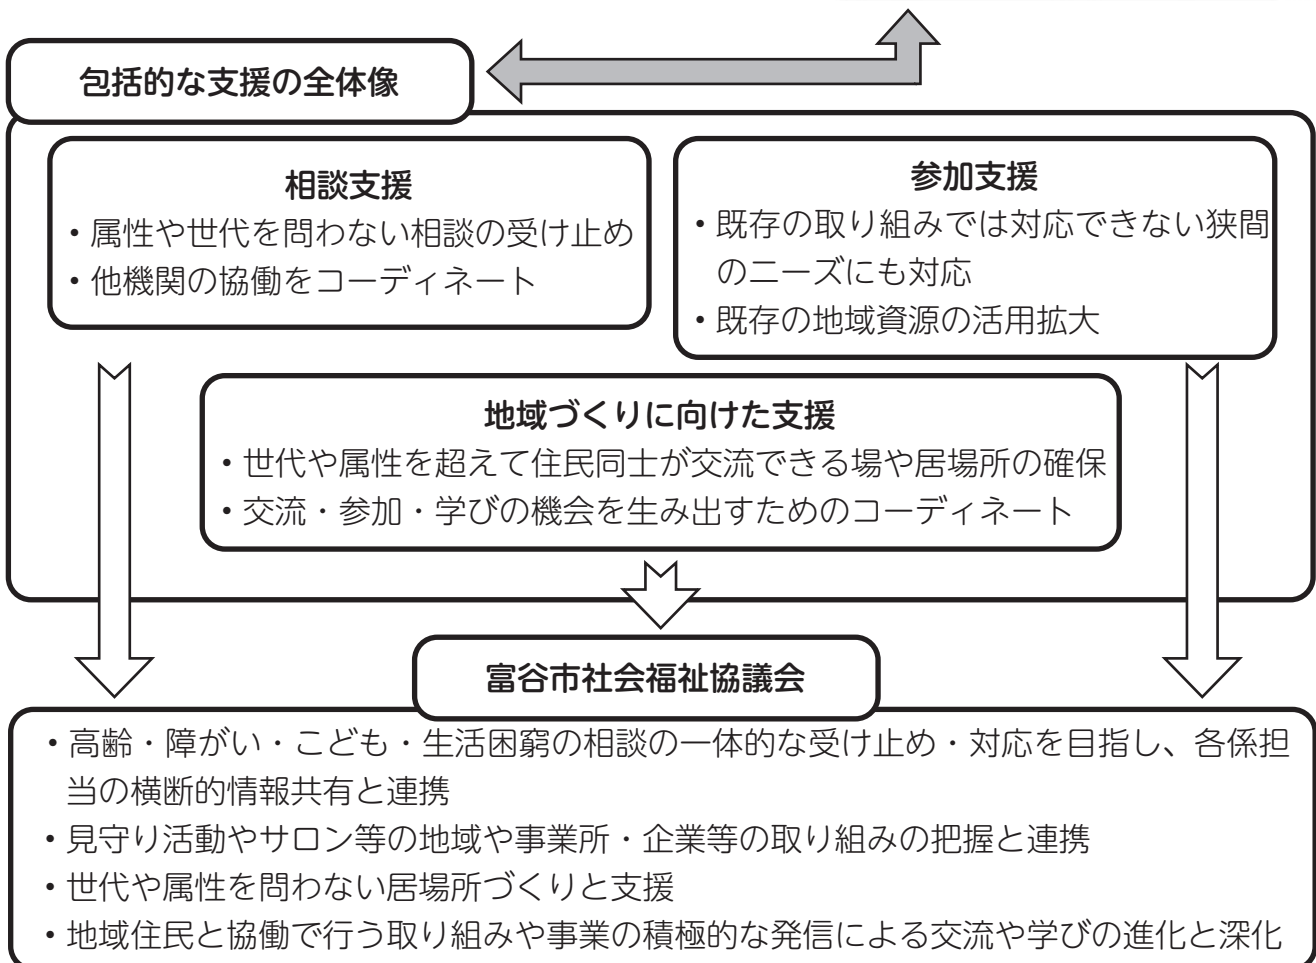 包括的な支援の全体像
相談支援
・属性や世代を問わない相談の受け止め
・他機関の協働をコーディネート
参加支援
・既存の取り組みでは対応できない狭間
のニーズにも対応
・既存の地域資源の活用拡大
地域づくりに向けた支援
・世代や属性を超えて住民同士が交流できる場や居場所の確保
・交流・参加・学びの機会を生み出すためのコーディネート
富谷市社会福祉協議会
・高齢・障がい・こども・生活困窮の相談の一体的な受け止め・対応を目指し、各係担
当の横断的情報共有と連携
・見守り活動やサロン等の地域や事業所・企業等の取り組みの把握と連携
・世代や属性を問わない居場所づくりと支援
・地域住民と協働で行う取り組みや事業の積極的な発信による交流や学びの進化と深化